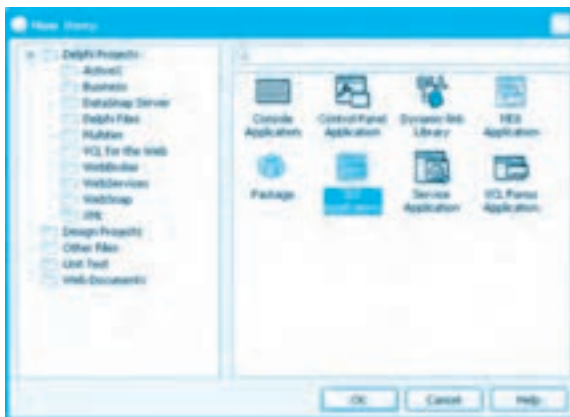 New Items
Delphi Projects
ActiveX
Business
DataSnap Server
Delphi Files
VCL for the Web
WebBroker
WebServices
WebSnap
XML
Design Projects
Other Files
Unit Test
Web Documents
Console
Application
Control Panel
Application
Dynamic-link
Library
Application
Package
Service
Application
VCL Forms
Application
OK
Cancel
Help